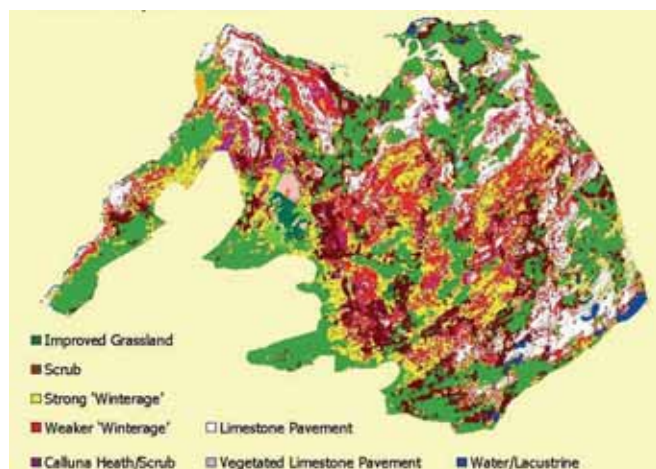 Improved Grassland
Scrub
Strong 'Winterage'
Weaker 'Winterage'
Limestone Pavement
Calluna Heath/Scrub
Vegetated Limestone Pavement
Water/Lacustrine